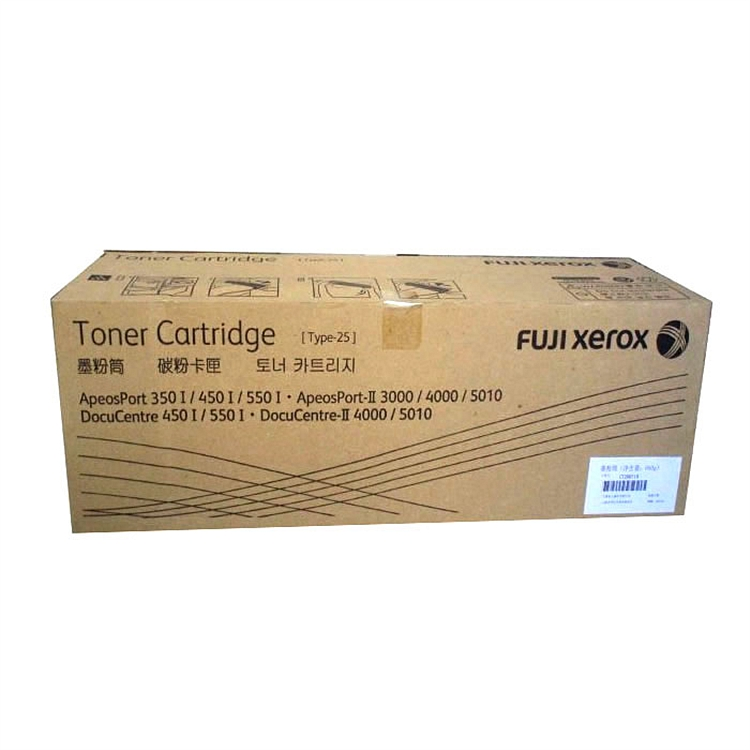 Toner Cartridge
FUJI xerox
Toner Cartridge [Type-25]
FUJI xerox
墨粉筒 碳粉卡匣 토너 카트리지
ApeosPort 350 I / 450 I / 550 I · ApeosPort-II 3000 / 4000 / 5010
DocuCentre 450 I / 550 I · DocuCentre-II 4000 / 5010